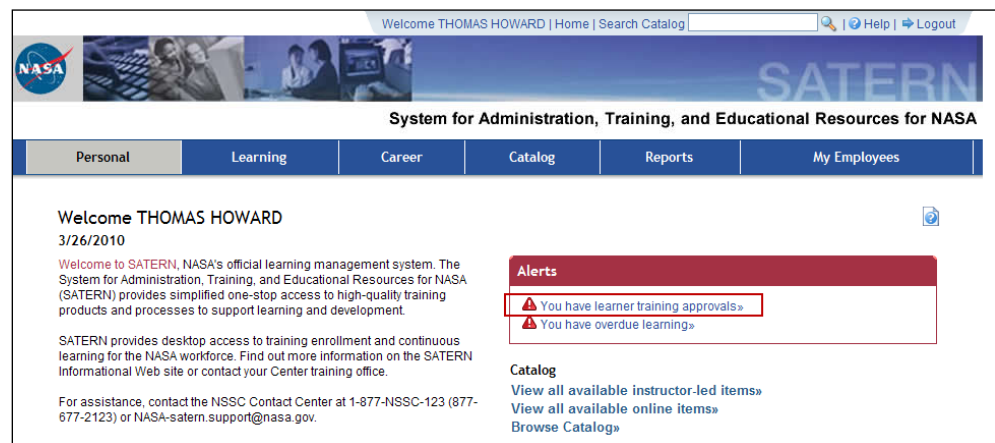 Welcome THOMAS HOWARD | Home | Search Catalog | Help | Logout
NASA
SATERN
System for Administration, Training, and Educational Resources for NASA
Personal Learning Career Catalog Reports My Employees
Welcome THOMAS HOWARD
3/26/2010
Welcome to SATERN, NASA's official learning management system. The
System for Administration, Training, and Educational Resources for NASA
(SATERN) provides simplified one-stop access to high-quality training
products and processes to support learning and development.
SATERN provides desktop access to training enrollment and continuous
learning for the NASA workforce. Find out more information on the SATERN
Informational Web site or contact your Center training office.
For assistance, contact the NSSC Contact Center at 1-877-NSSC-123 (877-
677-2123) or NASA-satern.support@nasa.gov.
Alerts
You have learner training approvals»
You have overdue learning»
Catalog
View all available instructor-led items»
View all available online items»
Browse Catalog»